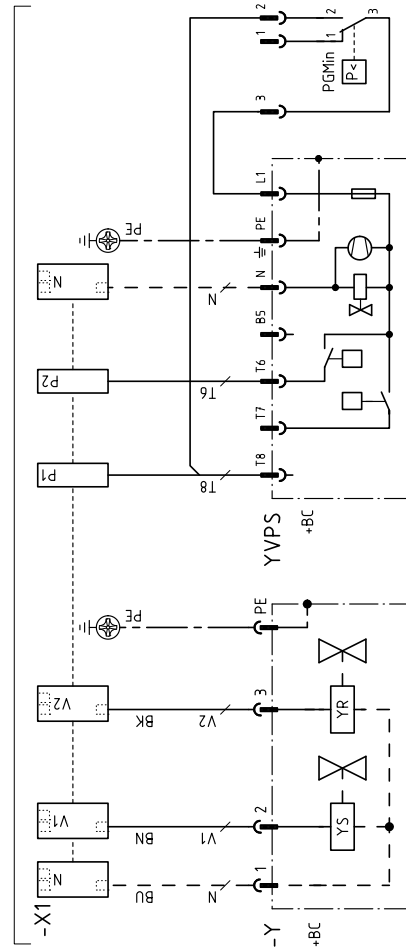 -X1
N
V1
V2
P1
P2
N
BU
N
BN
V1
BK
V2
PE
T8
T6
N
PE
-Y
+BC
1
2
3
PE
YS
YR
YVPS
+BC
T8
T7
T6
B5
N
PE
L1
3
1
2
PGMin
P<
1
2
3